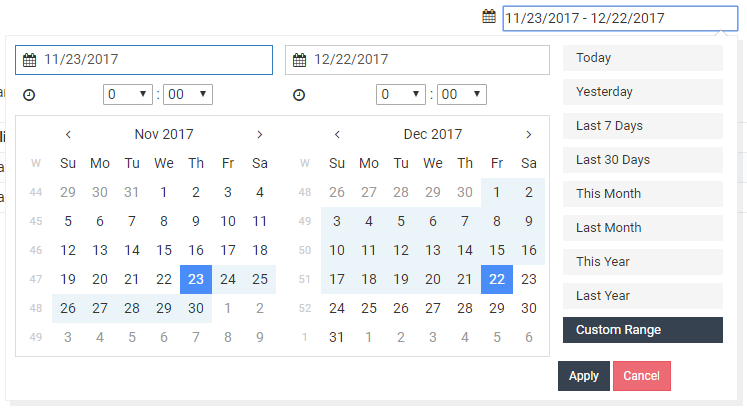 11/23/2017 - 12/22/2017
11/23/2017 12/22/2017
0 : 00 0 : 00
Nov 2017 Dec 2017
W Su Mo Tu We Th Fr Sa W Su Mo Tu We Th Fr Sa
44 29 30 31 1 2 3 4 48 26 27 28 29 30 1 2
45 5 6 7 8 9 10 11 49 3 4 5 6 7 8 9
46 12 13 14 15 16 17 18 50 10 11 12 13 14 15 16
47 19 20 21 22 23 24 25 51 17 18 19 20 21 22 23
48 26 27 28 29 30 1 2 52 24 25 26 27 28 29 30
49 3 4 5 6 7 8 9 1 31 1 2 3 4 5 6
Today
Yesterday
Last 7 Days
Last 30 Days
This Month
Last Month
This Year
Last Year
Custom Range
Apply Cancel